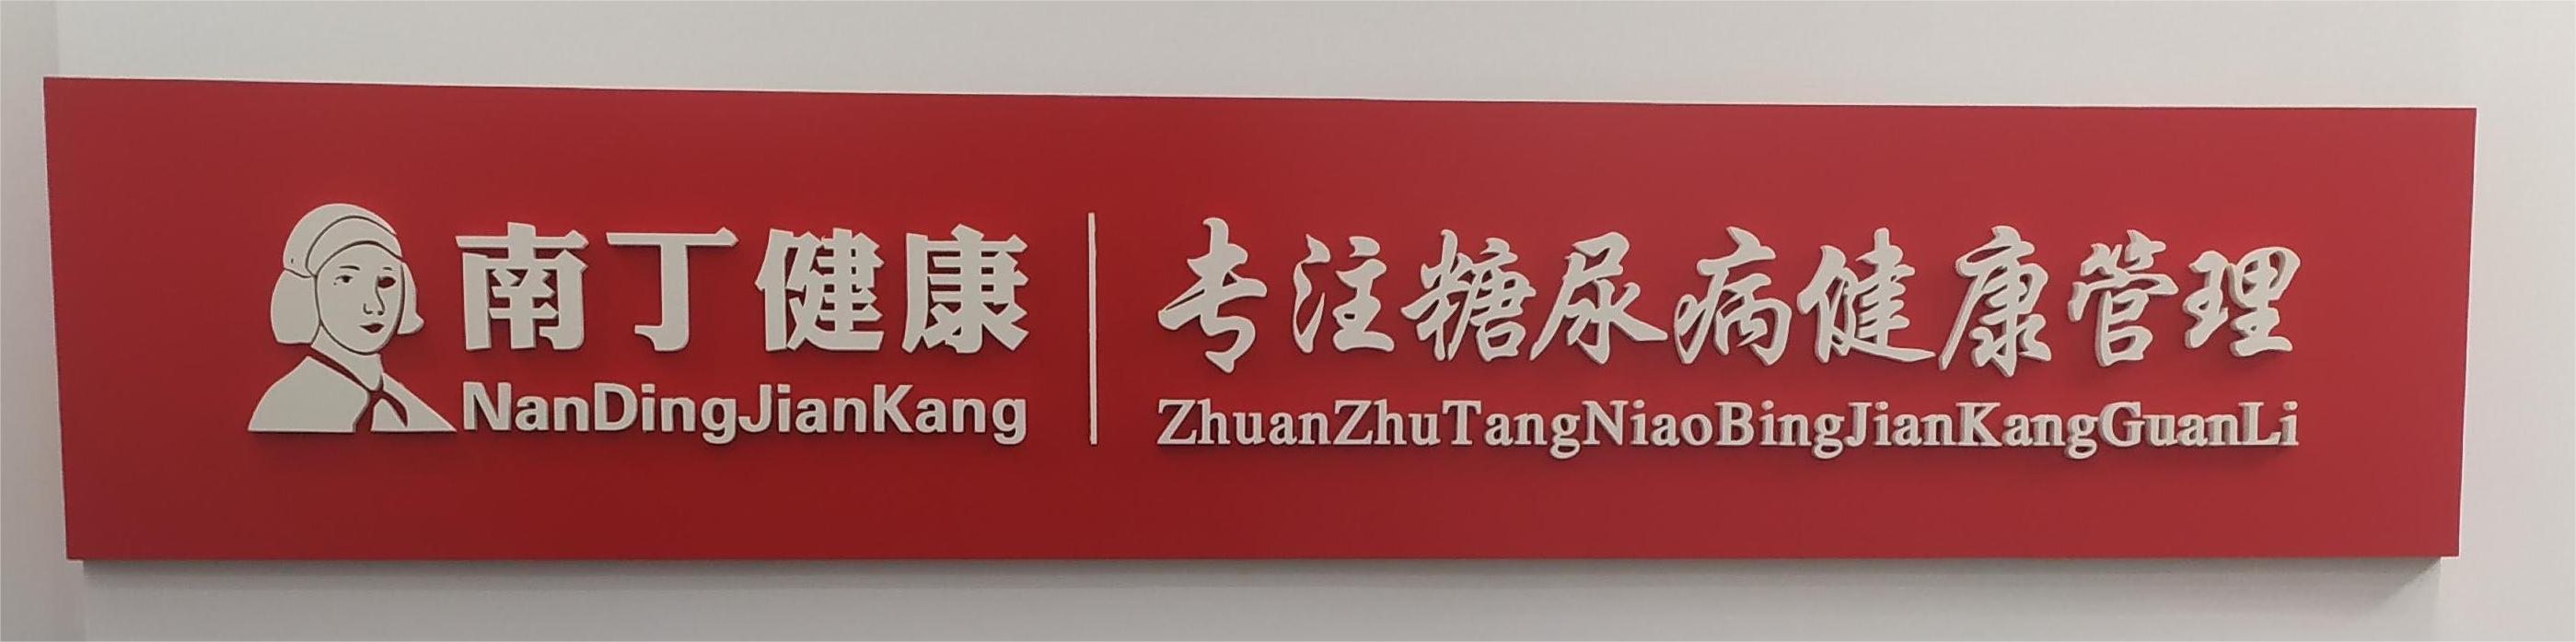 南丁健康
NanDingJianKang
专注糖尿病健康管理
ZhuanZhuTangNiaoBingJianKangGuanLi